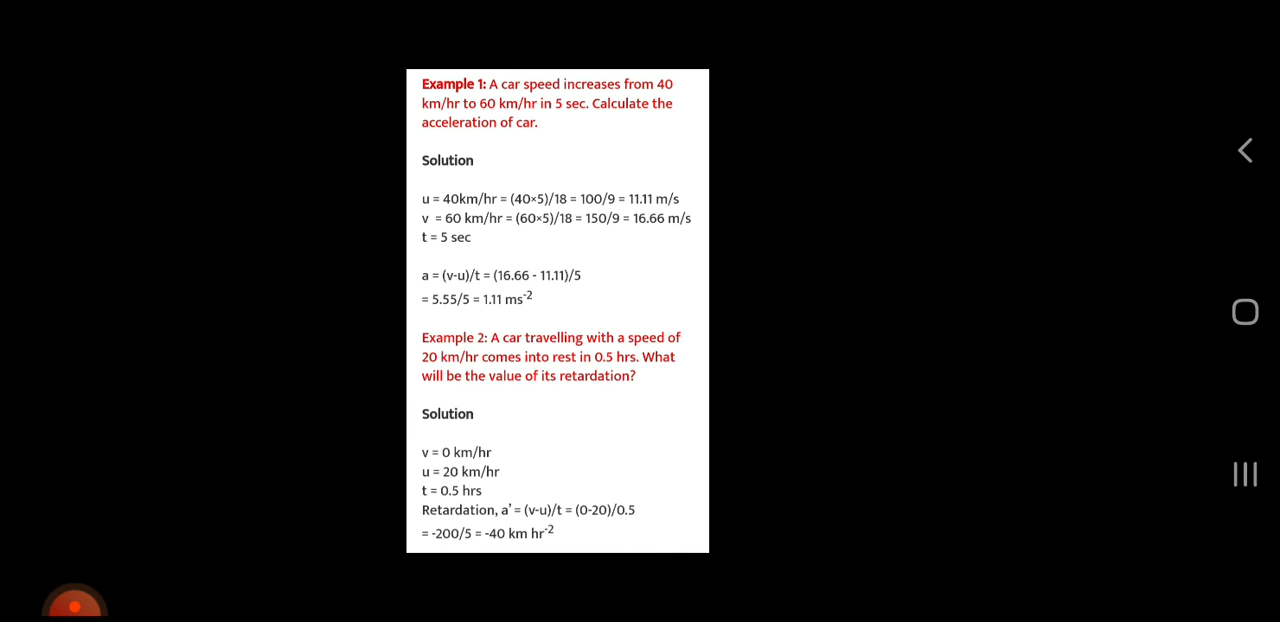 Example 1: A car speed increases from 40
km/hr to 60 km/hr in 5 sec. Calculate the
acceleration of car.
Solution
u = 40km/hr = (40×5)/18 = 100/9 = 11.11 m/s
v = 60 km/hr = (60×5)/18 = 150/9 = 16.66 m/s
t = 5 sec
a = (v-u)/t = (16.66 - 11.11)/5
= 5.55/5 = 1.11 ms⁻²
Example 2: A car travelling with a speed of
20 km/hr comes into rest in 0.5 hrs. What
will be the value of its retardation?
Solution
v = 0 km/hr
u = 20 km/hr
t = 0.5 hrs
Retardation, a’ = (v-u)/t = (0-20)/0.5
= -200/5 = -40 km hr⁻²